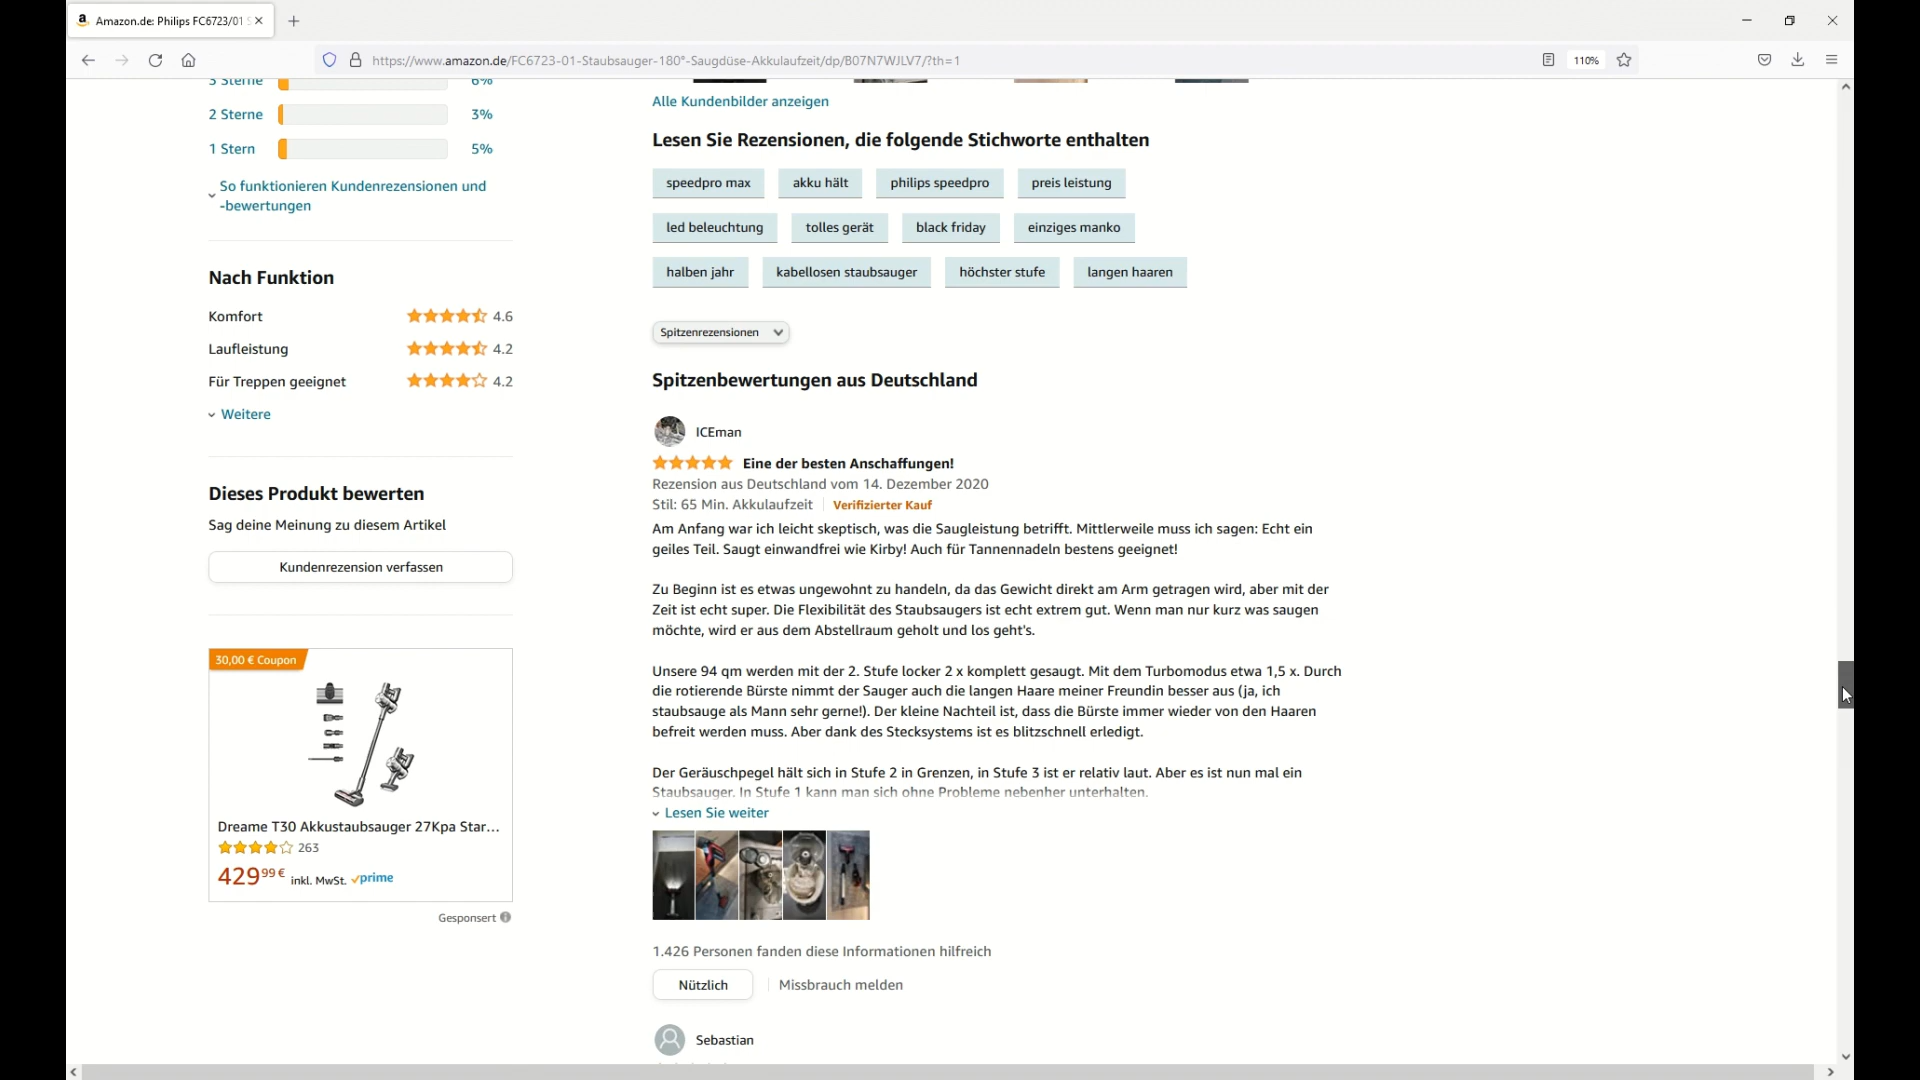 Amazon.de: Philips FC6723/01 S
https://www.amazon.de/FC6723-01-Staubsauger-180°-Saugdüse-Akkulaufzeit/dp/B07N7WJLV7/?th=1
110%
3 Sterne 6%
2 Sterne 3%
1 Stern 5%
So funktionieren Kundenrezensionen und
-bewertungen
Nach Funktion
Komfort 4.6
Laufleistung 4.2
Für Treppen geeignet 4.2
Weitere
Dieses Produkt bewerten
Sag deine Meinung zu diesem Artikel
Kundenrezension verfassen
30,00 € Coupon
Dreame T30 Akkustaubsauger 27Kpa Star...
263
429 99 € inkl. MwSt. prime
Gesponsert
Alle Kundenbilder anzeigen
Lesen Sie Rezensionen, die folgende Stichworte enthalten
speedpro max akku hält philips speedpro preis leistung
led beleuchtung tolles gerät black friday einziges manko
halben jahr kabellosen staubsauger höchster stufe langen haaren
Spitzenrezensionen
Spitzenbewertungen aus Deutschland
ICEman
Eine der besten Anschaffungen!
Rezension aus Deutschland vom 14. Dezember 2020
Stil: 65 Min. Akkulaufzeit Verifizierter Kauf
Am Anfang war ich leicht skeptisch, was die Saugleistung betrifft. Mittlerweile muss ich sagen: Echt ein
geiles Teil. Saugt einwandfrei wie Kirby! Auch für Tannennadeln bestens geeignet!
Zu Beginn ist es etwas ungewohnt zu handeln, da das Gewicht direkt am Arm getragen wird, aber mit der
Zeit ist echt super. Die Flexibilität des Staubsaugers ist echt extrem gut. Wenn man nur kurz was saugen
möchte, wird er aus dem Abstellraum geholt und los geht's.
Unsere 94 qm werden mit der 2. Stufe locker 2 x komplett gesaugt. Mit dem Turbomodus etwa 1,5 x. Durch
die rotierende Bürste nimmt der Sauger auch die langen Haare meiner Freundin besser aus (ja, ich
staubsauge als Mann sehr gerne!). Der kleine Nachteil ist, dass die Bürste immer wieder von den Haaren
befreit werden muss. Aber dank des Stecksystems ist es blitzschnell erledigt.
Der Geräuschpegel hält sich in Stufe 2 in Grenzen, in Stufe 3 ist er relativ laut. Aber es ist nun mal ein
Staubsauger. In Stufe 1 kann man sich ohne Probleme nebenher unterhalten.
Lesen Sie weiter
1.426 Personen fanden diese Informationen hilfreich
Nützlich Missbrauch melden
Sebastian